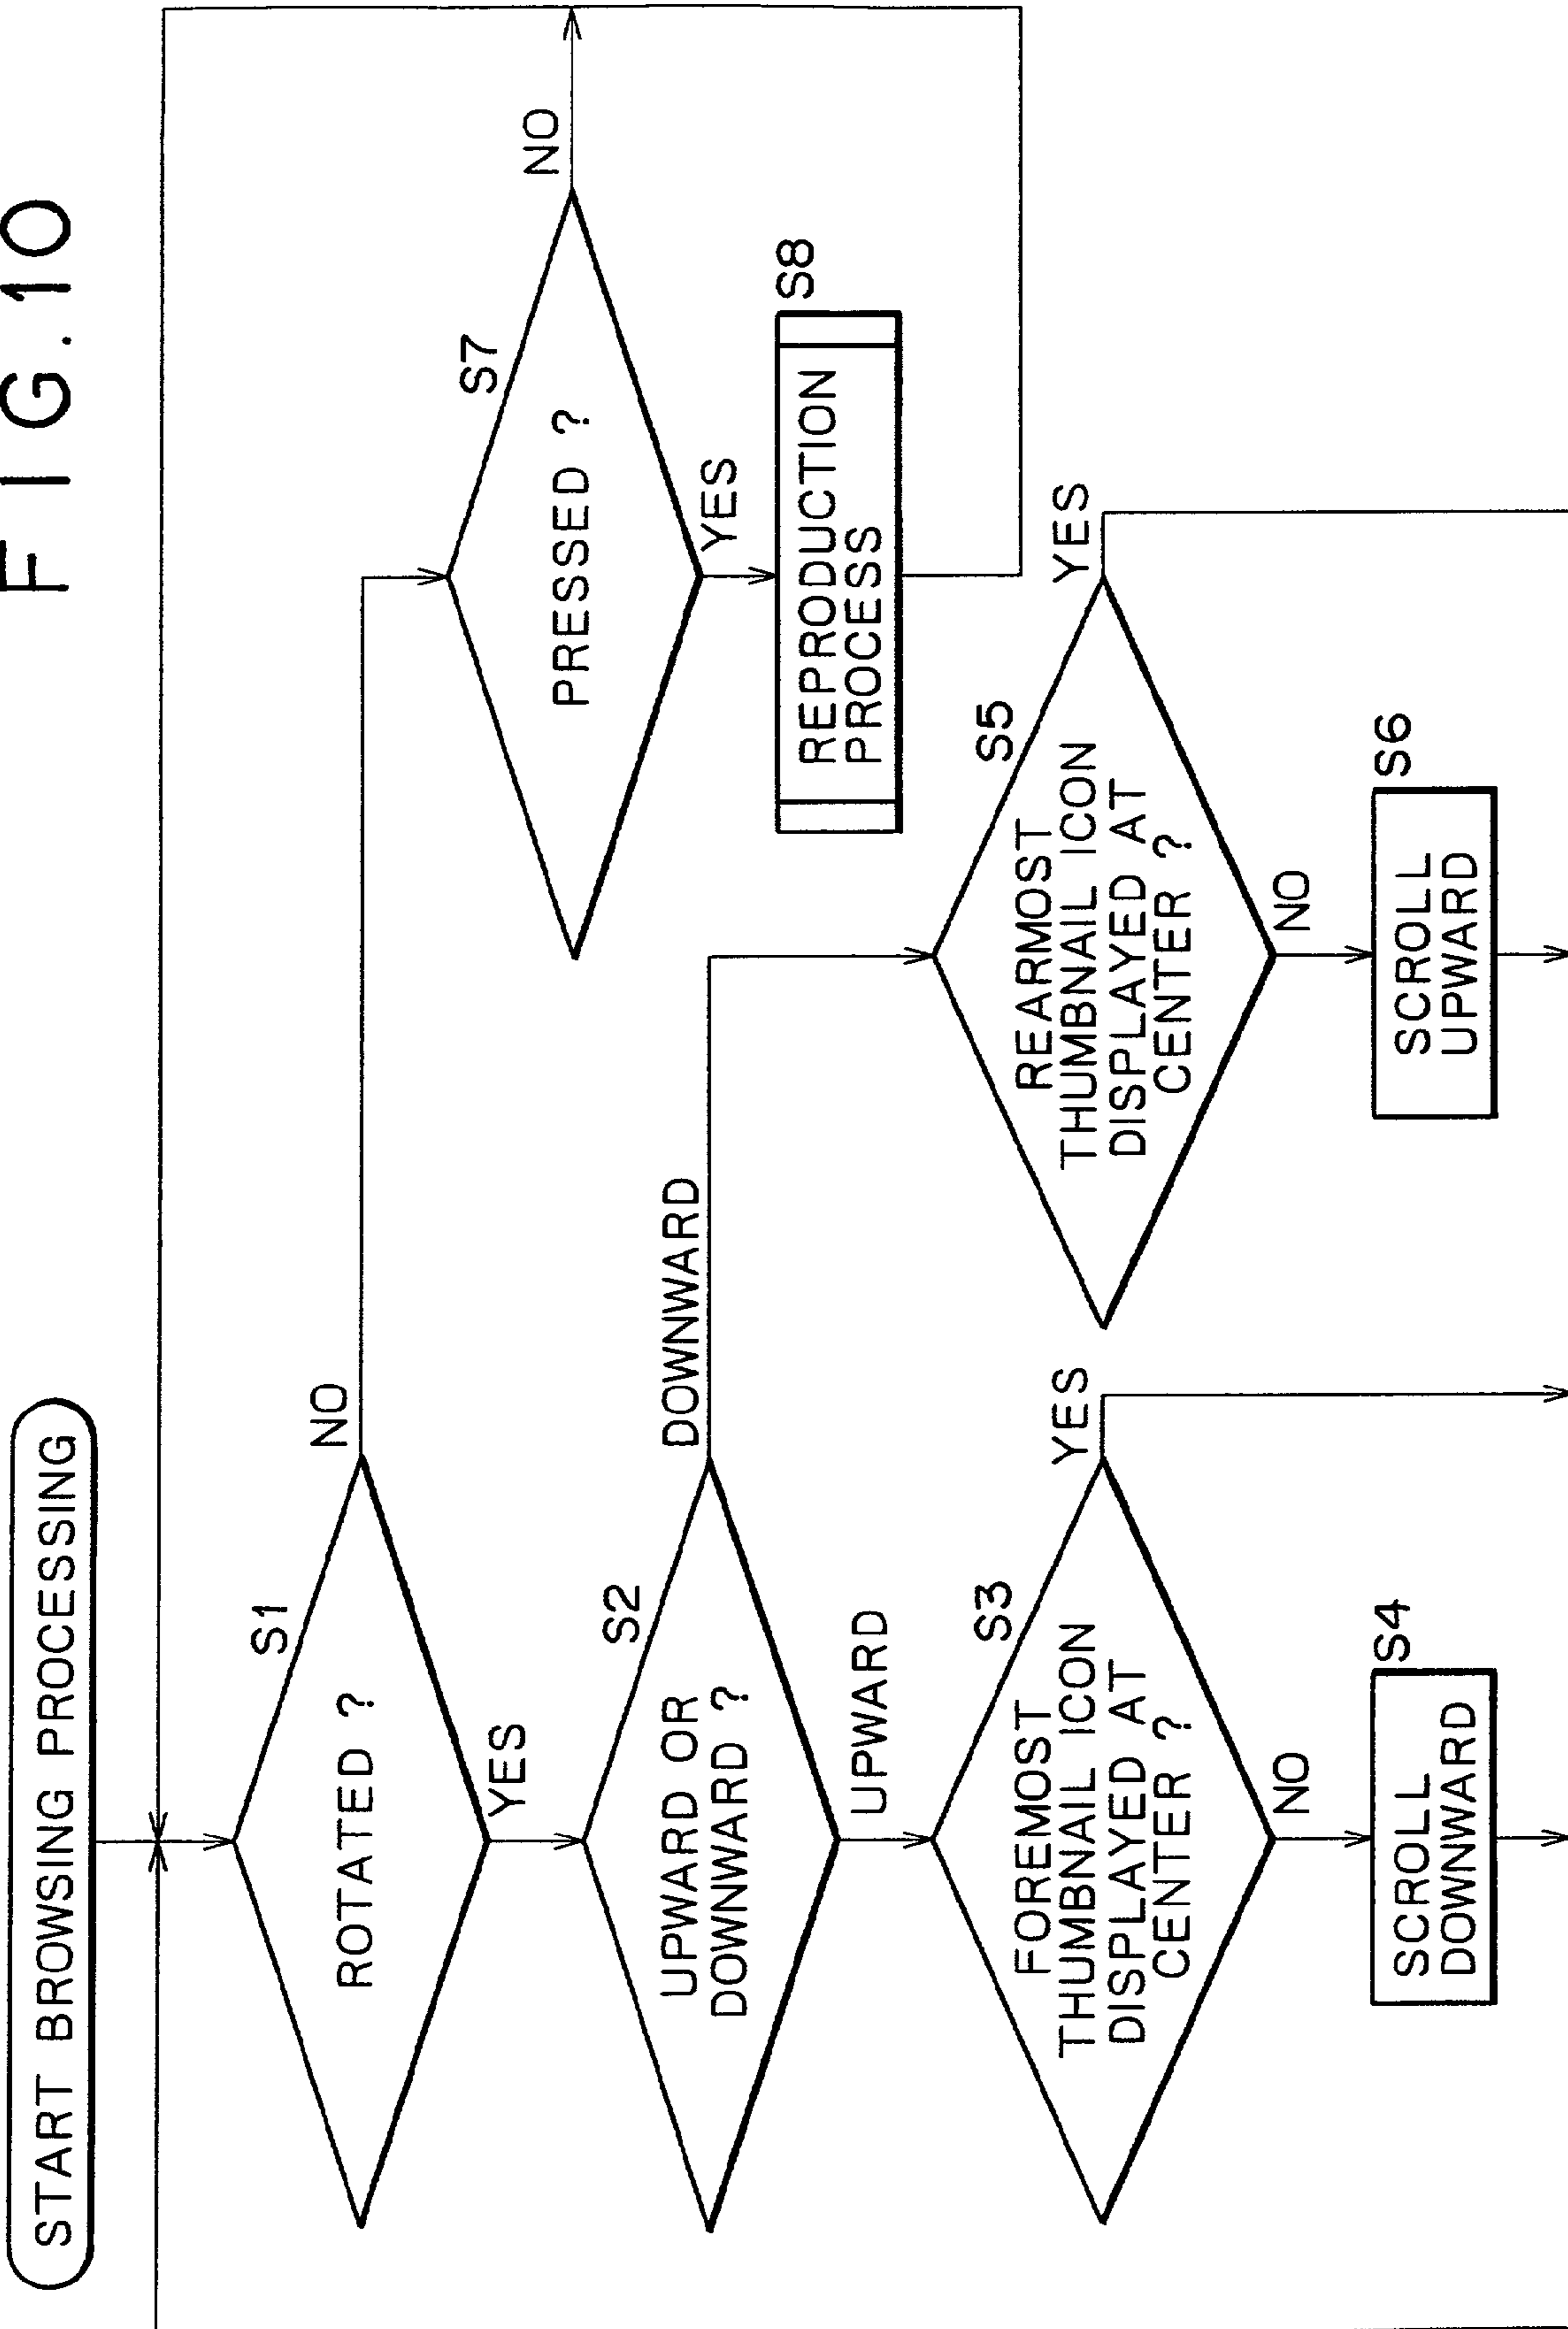 FIG.10
START BROWSING PROCESSING
S1
ROTATED ?
NO
YES
S2
UPWARD OR
DOWNWARD ?
DOWNWARD
UPWARD
S3
FOREMOST
THUMBNAIL ICON
DISPLAYED AT
CENTER ?
YES
NO
S4
SCROLL
DOWNWARD
S5
REARMOST
THUMBNAIL ICON
DISPLAYED AT
CENTER ?
YES
NO
S6
SCROLL
UPWARD
S7
PRESSED ?
NO
YES
S8
REPRODUCTION
PROCESS